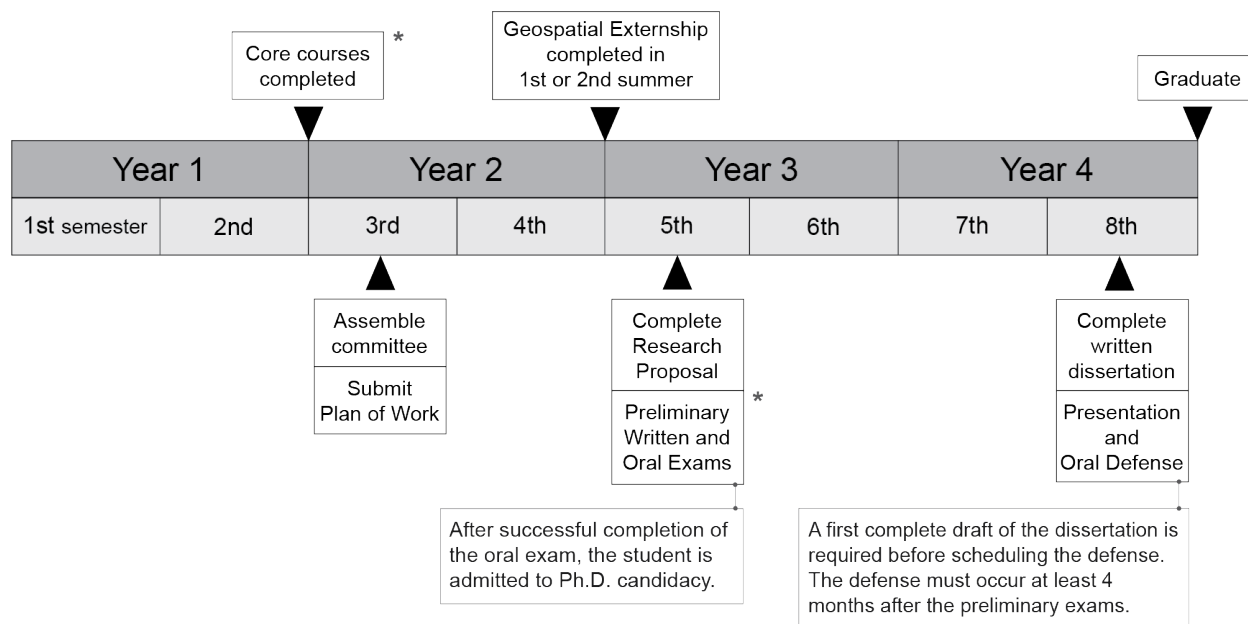 Core courses
completed
*
Geospatial Externship
completed in
1st or 2nd summer
Graduate
Year 1
Year 2
Year 3
Year 4
1st semester
2nd
3rd
4th
5th
6th
7th
8th
Assemble
committee
Submit
Plan of Work
Complete
Research
Proposal
Preliminary
Written and
Oral Exams
*
After successful completion of
the oral exam, the student is
admitted to Ph.D. candidacy.
Complete
written
dissertation
Presentation
and
Oral Defense
A first complete draft of the dissertation is
required before scheduling the defense.
The defense must occur at least 4
months after the preliminary exams.